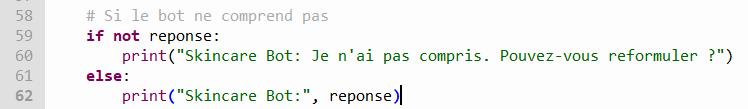 58 # Si le bot ne comprend pas
59 if not reponse:
60 print("Skincare Bot: Je n'ai pas compris. Pouvez-vous reformuler ?")
61 else:
62 print("Skincare Bot:", reponse)